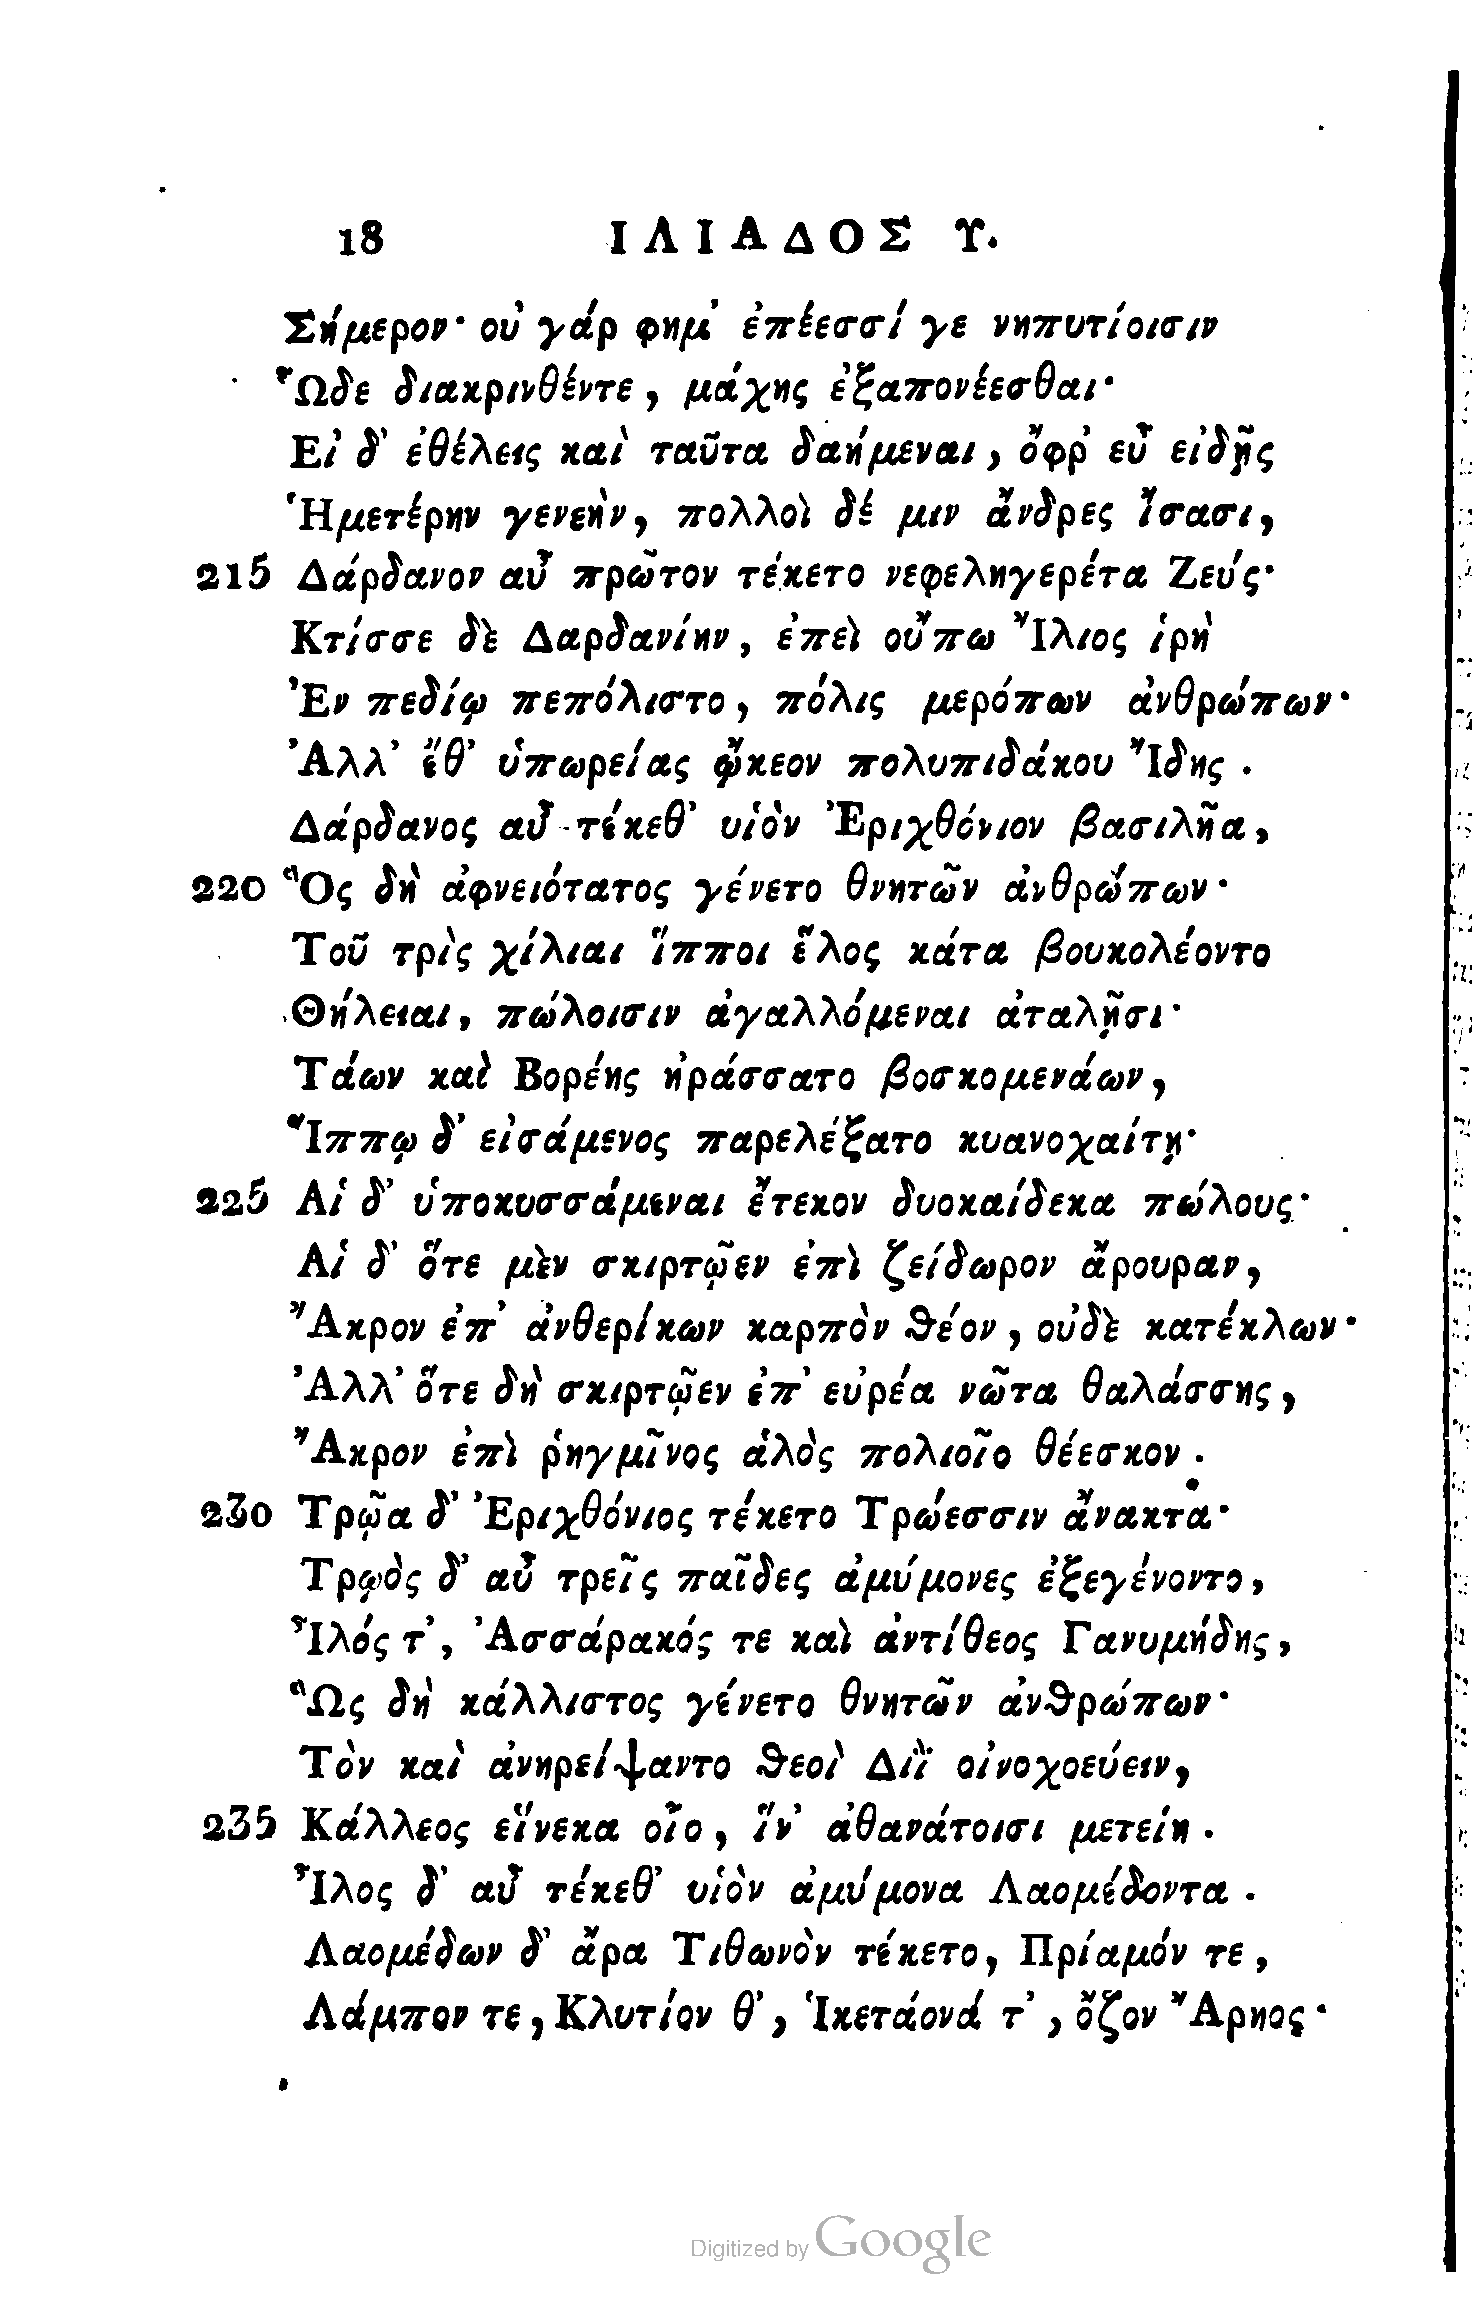 18 ΙΛΙΑΔΟΣ Υ.
Σήμερον· οὐ γάρ φημ' ἐπέεσσί γε νηπυτίοισιν
Ὧδε διακρινθέντε, μάχης ἐξαπονέεσθαι·
Εἰ δ' ἐθέλεις καὶ ταῦτα δαήμεναι, ὄφρ' εὖ εἰδῇς
Ἡμετέρην γενεὴν, πολλοὶ δέ μιν ἄνδρες ἴσασι,
215 Δάρδανον αὖ πρῶτον τέκετο νεφεληγερέτα Ζεύς·
Κτίσσε δὲ Δαρδανίην, ἐπεὶ οὔπω Ἴλιος ἱρὴ
Ἐν πεδίῳ πεπόλιστο, πόλις μερόπων ἀνθρώπων·
Ἀλλ' ἔθ' ὑπωρείας ᾤκεον πολυπιδάκου Ἴδης.
Δάρδανος αὖ τέκεθ' υἱὸν Ἐριχθόνιον βασιλῆα,
220 Ὃς δὴ ἀφνειότατος γένετο θνητῶν ἀνθρώπων·
Τοῦ τρὶς χίλιαι ἵπποι ἕλος κάτα βουκολέοντο
Θήλειαι, πώλοισιν ἀγαλλόμεναι ἀταλῇσι·
Τάων καὶ Βορέης ἠράσσατο βοσκομενάων,
Ἵππῳ δ' εἰσάμενος παρελέξατο κυανοχαίτῃ·
225 Αἱ δ' ὑποκυσσάμεναι ἔτεκον δυοκαίδεκα πώλους·
Αἱ δ' ὅτε μὲν σκιρτῷεν ἐπὶ ζείδωρον ἄρουραν,
Ἄκρον ἐπ' ἀνθερίκων καρπὸν θέον, οὐδὲ κατέκλων·
Ἀλλ' ὅτε δὴ σκιρτῷεν ἐπ' εὐρέα νῶτα θαλάσσης,
Ἄκρον ἐπὶ ῥηγμῖνος ἁλὸς πολιοῖο θέεσκον.
230 Τρῷα δ' Ἐριχθόνιος τέκετο Τρώεσσιν ἄνακτα·
Τρῳὸς δ' αὖ τρεῖς παῖδες ἀμύμονες ἐξεγένοντο,
Ἶλός τ', Ἀσσάρακός τε καὶ ἀντίθεος Γανυμήδης,
Ὣς δὴ κάλλιστος γένετο θνητῶν ἀνθρώπων·
Τὸν καὶ ἀνηρείψαντο θεοὶ Διῒ οἰνοχοεύειν,
235 Κάλλεος εἵνεκα οἷο, ἵν' ἀθανάτοισι μετείη.
Ἶλος δ' αὖ τέκεθ' υἱὸν ἀμύμονα Λαομέδοντα.
Λαομέδων δ' ἄρα Τιθωνὸν τέκετο, Πρίαμόν τε,
Λάμπον τε, Κλυτίον θ', Ἱκετάονά τ', ὄζον Ἄρηος·
Digitized by Google